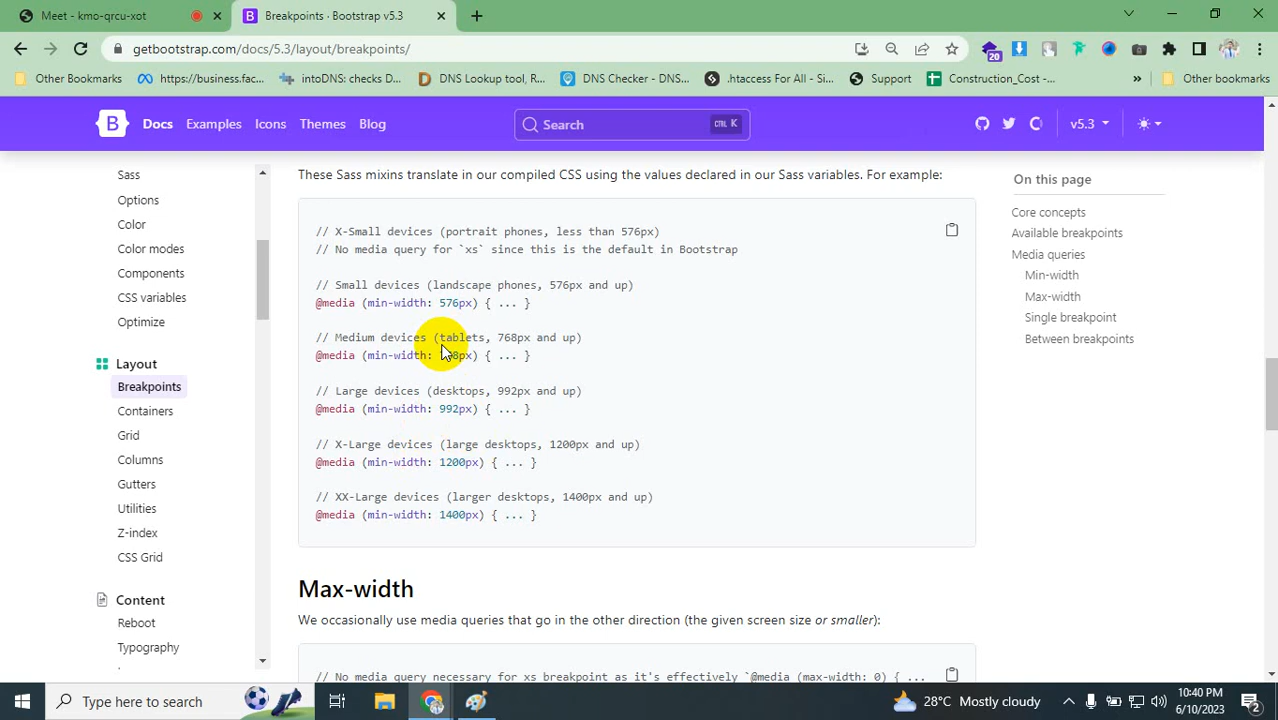 Meet - kmo-qrcu-xot
Breakpoints · Bootstrap v5.3
getbootstrap.com/docs/5.3/layout/breakpoints/
20
Other Bookmarks
https://business.fac...
intoDNS: checks D...
DNS Lookup tool, R...
DNS Checker - DNS...
.htaccess For All - Si...
Support
Construction_Cost -...
»
Other bookmarks
B
Docs
Examples
Icons
Themes
Blog
Search
CTRL K
v5.3
Sass
Options
Color
Color modes
Components
CSS variables
Optimize
Layout
Breakpoints
Containers
Grid
Columns
Gutters
Utilities
Z-index
CSS Grid
Content
Reboot
Typography
These Sass mixins translate in our compiled CSS using the values declared in our Sass variables. For example:
// X-Small devices (portrait phones, less than 576px)
// No media query for `xs` since this is the default in Bootstrap
// Small devices (landscape phones, 576px and up)
@media (min-width: 576px) { ... }
// Medium devices (tablets, 768px and up)
@media (min-width: 768px) { ... }
// Large devices (desktops, 992px and up)
@media (min-width: 992px) { ... }
// X-Large devices (large desktops, 1200px and up)
@media (min-width: 1200px) { ... }
// XX-Large devices (larger desktops, 1400px and up)
@media (min-width: 1400px) { ... }
Max-width
We occasionally use media queries that go in the other direction (the given screen size or smaller):
// No media query necessary for xs breakpoint as it's effectively `@media (max-width: 0) { ...
On this page
Core concepts
Available breakpoints
Media queries
Min-width
Max-width
Single breakpoint
Between breakpoints
Type here to search
28°C Mostly cloudy
10:40 PM
6/10/2023
2